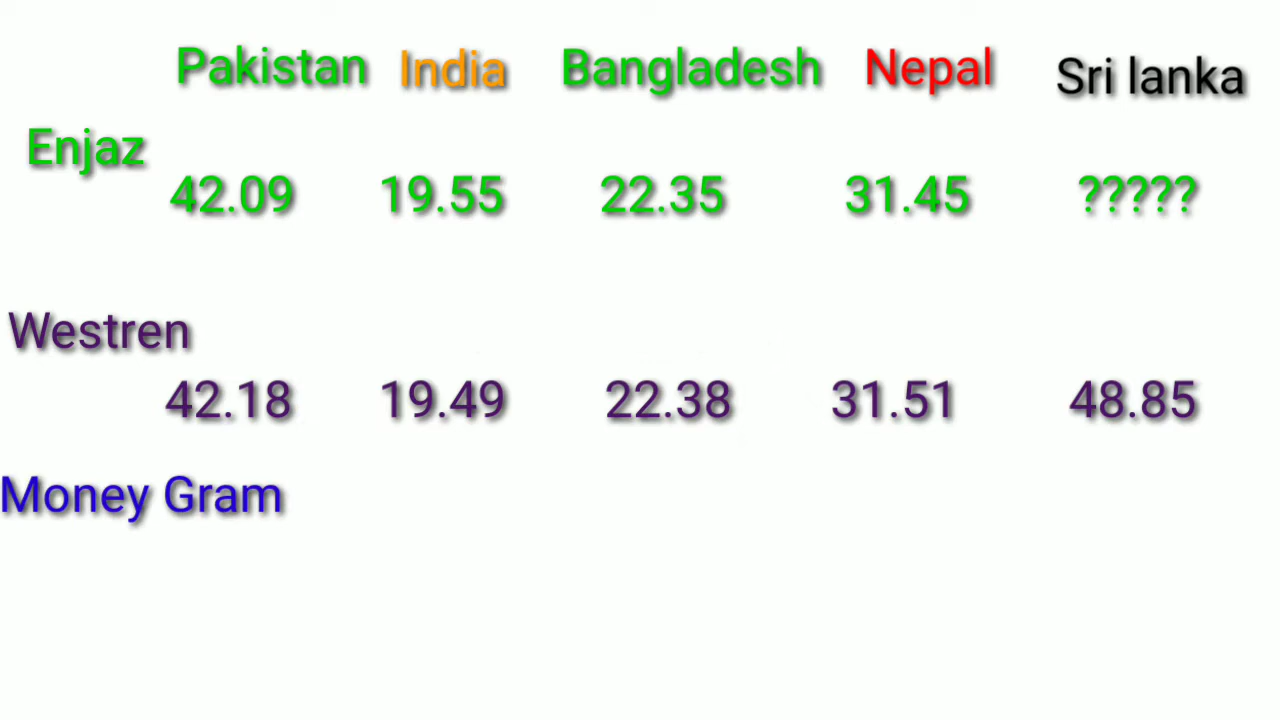 Pakistan India Bangladesh Nepal Sri lanka
Enjaz
42.09 19.55 22.35 31.45 ?????
Westren
42.18 19.49 22.38 31.51 48.85
Money Gram